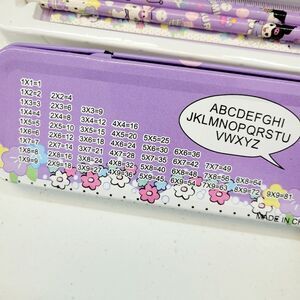 1X1=1
1X2=2 2X2=4
1X3=3 2X3=6 3X3=9
1X4=4 2X4=8 3X4=12 4X4=16
1X5=5 2X5=10 3X5=15 4X5=20 5X5=25
1X6=6 2X6=12 3X6=18 4X6=24 5X6=30 6X6=36
1X7=7 2X7=14 3X7=21 4X7=28 5X7=35 6X7=42 7X7=49
1X8=8 2X8=16 3X8=24 4X8=32 5X8=40 6X8=48 7X8=56 8X8=64
1X9=9 2X9=18 3X9=27 4X9=36 5X9=45 6X9=54 7X9=63 8X9=72 9X9=81
ABCDEFGHI
JKLMNOPQRSTU
VWXYZ
MADE IN CH